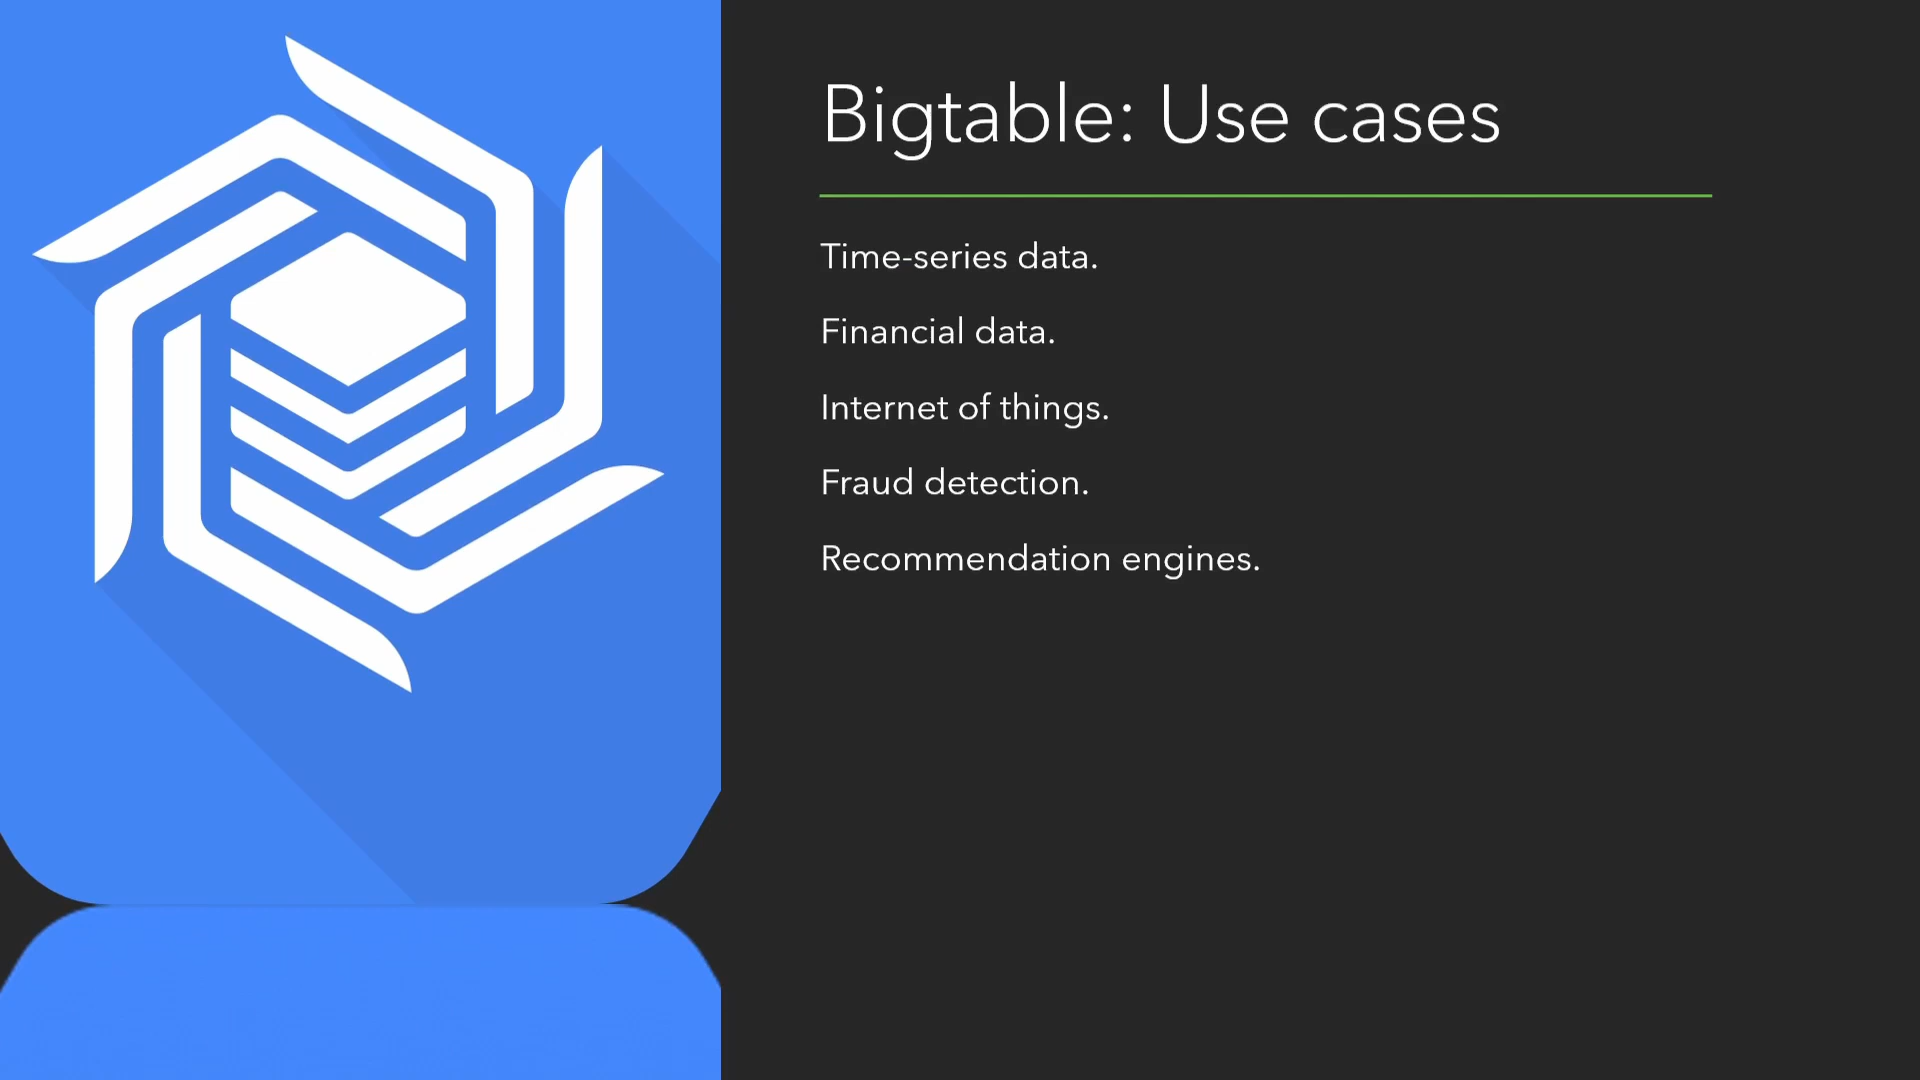 Bigtable: Use cases
Time-series data.
Financial data.
Internet of things.
Fraud detection.
Recommendation engines.